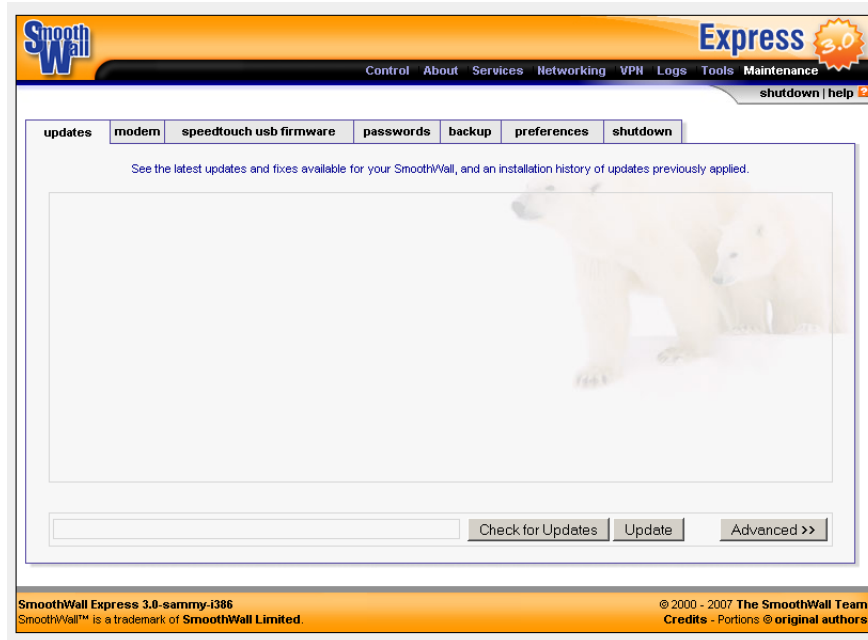 Smooth
Wall
Express 3.0
Control About Services Networking VPN Logs Tools Maintenance
shutdown | help ?
updates modem speedtouch usb firmware passwords backup preferences shutdown
See the latest updates and fixes available for your SmoothWall, and an installation history of updates previously applied.
Check for Updates Update Advanced >>
SmoothWall Express 3.0-sammy-i386 © 2000 - 2007 The SmoothWall Team
SmoothWall™ is a trademark of SmoothWall Limited. Credits - Portions © original authors